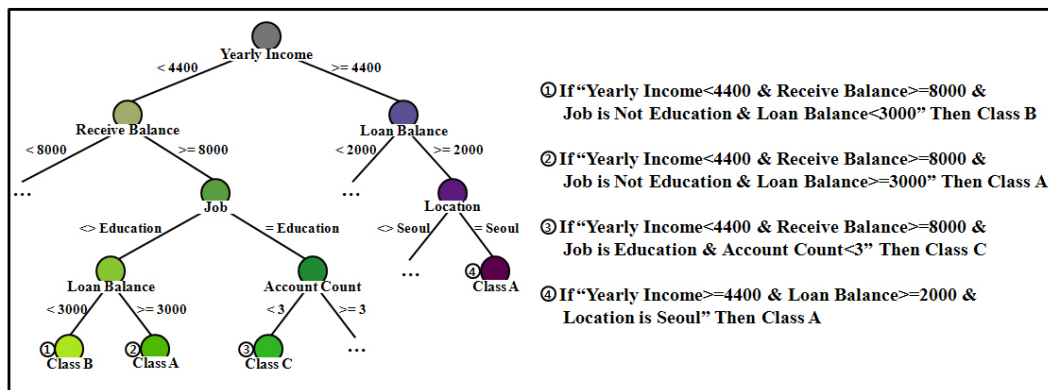 Yearly Income
< 4400
>= 4400
Receive Balance
Loan Balance
< 8000
>= 8000
< 2000
>= 2000
...
...
Job
Location
<> Education
= Education
<> Seoul
= Seoul
...
④
Class A
Loan Balance
Account Count
< 3000
>= 3000
< 3
>= 3
...
① Class B
② Class A
③ Class C
① If “Yearly Income<4400 & Receive Balance>=8000 &
Job is Not Education & Loan Balance<3000” Then Class B
② If “Yearly Income<4400 & Receive Balance>=8000 &
Job is Not Education & Loan Balance>=3000” Then Class A
③ If “Yearly Income<4400 & Receive Balance>=8000 &
Job is Education & Account Count<3” Then Class C
④ If “Yearly Income>=4400 & Loan Balance>=2000 &
Location is Seoul” Then Class A